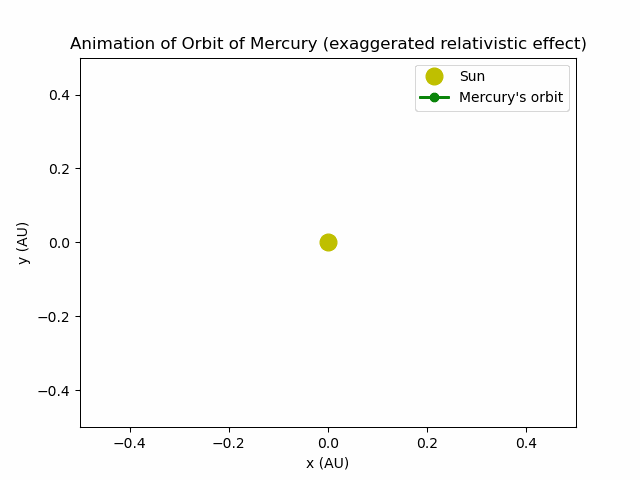 Animation of Orbit of Mercury (exaggerated relativistic effect)
Sun
Mercury's orbit
0.4
0.2
0.0
−0.2
−0.4
y (AU)
−0.4 −0.2 0.0 0.2 0.4
x (AU)